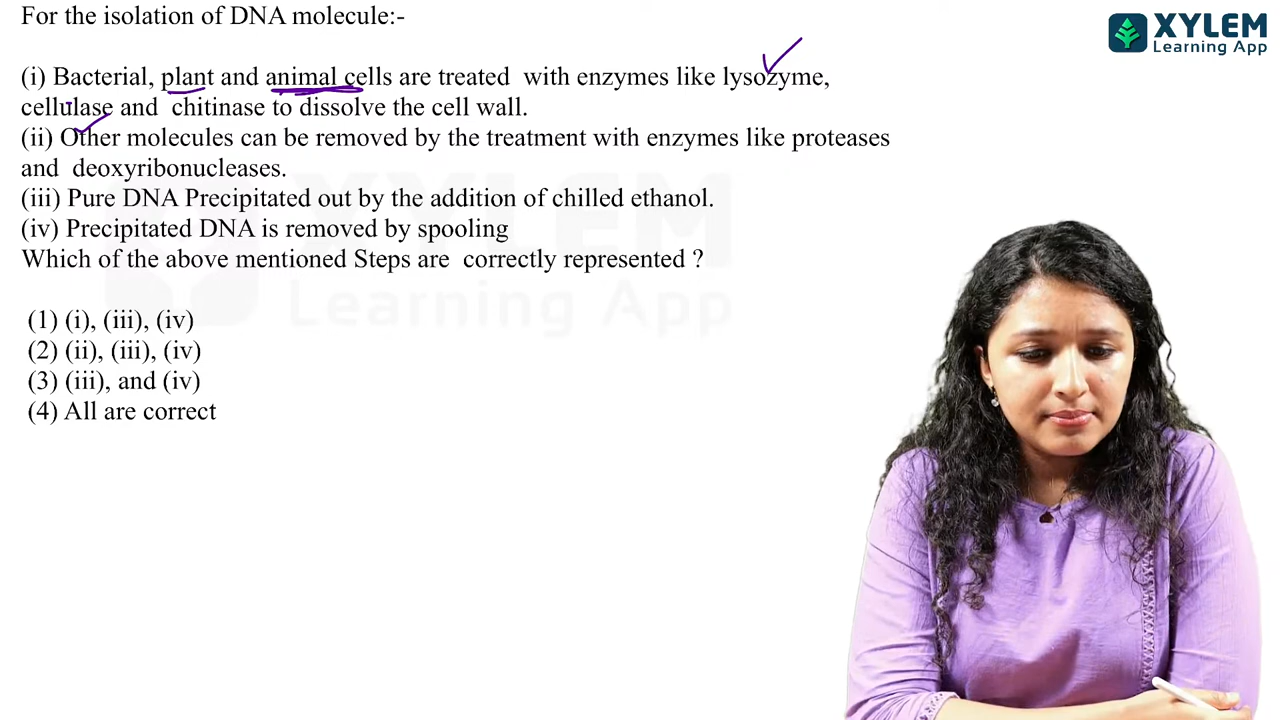 For the isolation of DNA molecule:-
XYLEM
Learning App
(i) Bacterial, plant and animal cells are treated with enzymes like lysozyme,
cellulase and chitinase to dissolve the cell wall.
(ii) Other molecules can be removed by the treatment with enzymes like proteases
and deoxyribonucleases.
(iii) Pure DNA Precipitated out by the addition of chilled ethanol.
(iv) Precipitated DNA is removed by spooling
Which of the above mentioned Steps are correctly represented ?
(1) (i), (iii), (iv)
(2) (ii), (iii), (iv)
(3) (iii), and (iv)
(4) All are correct
XYLEM
Learning App